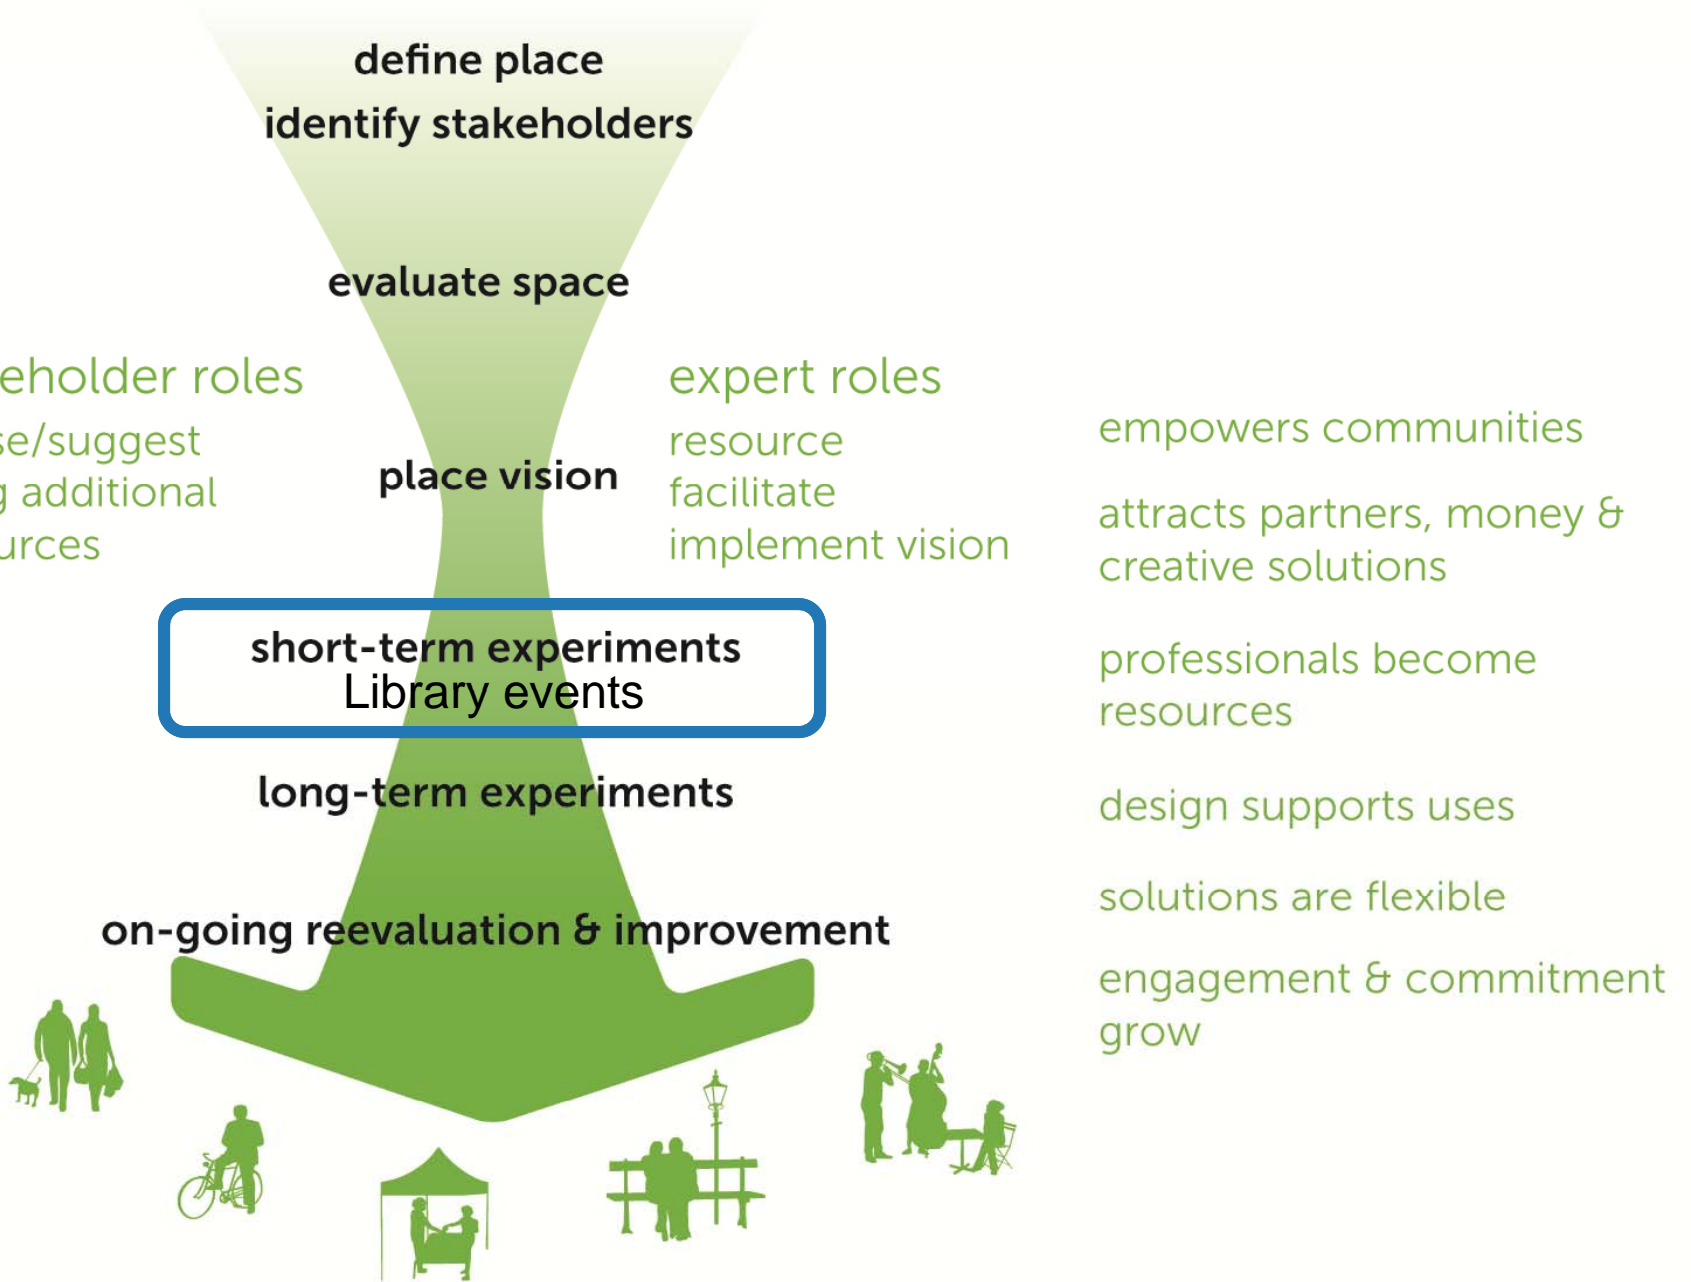 define place
identify stakeholders
evaluate space
eholder roles
se/suggest
g additional
urces
place vision
expert roles
resource
facilitate
implement vision
short-term experiments
Library events
long-term experiments
on-going reevaluation & improvement
empowers communities
attracts partners, money &
creative solutions
professionals become
resources
design supports uses
solutions are flexible
engagement & commitment
grow